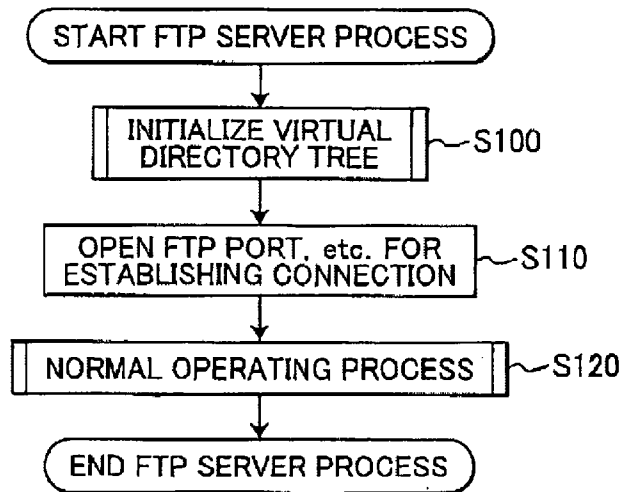 START FTP SERVER PROCESS
INITIALIZE VIRTUAL
DIRECTORY TREE
S100
OPEN FTP PORT, etc. FOR
ESTABLISHING CONNECTION
S110
NORMAL OPERATING PROCESS
S120
END FTP SERVER PROCESS